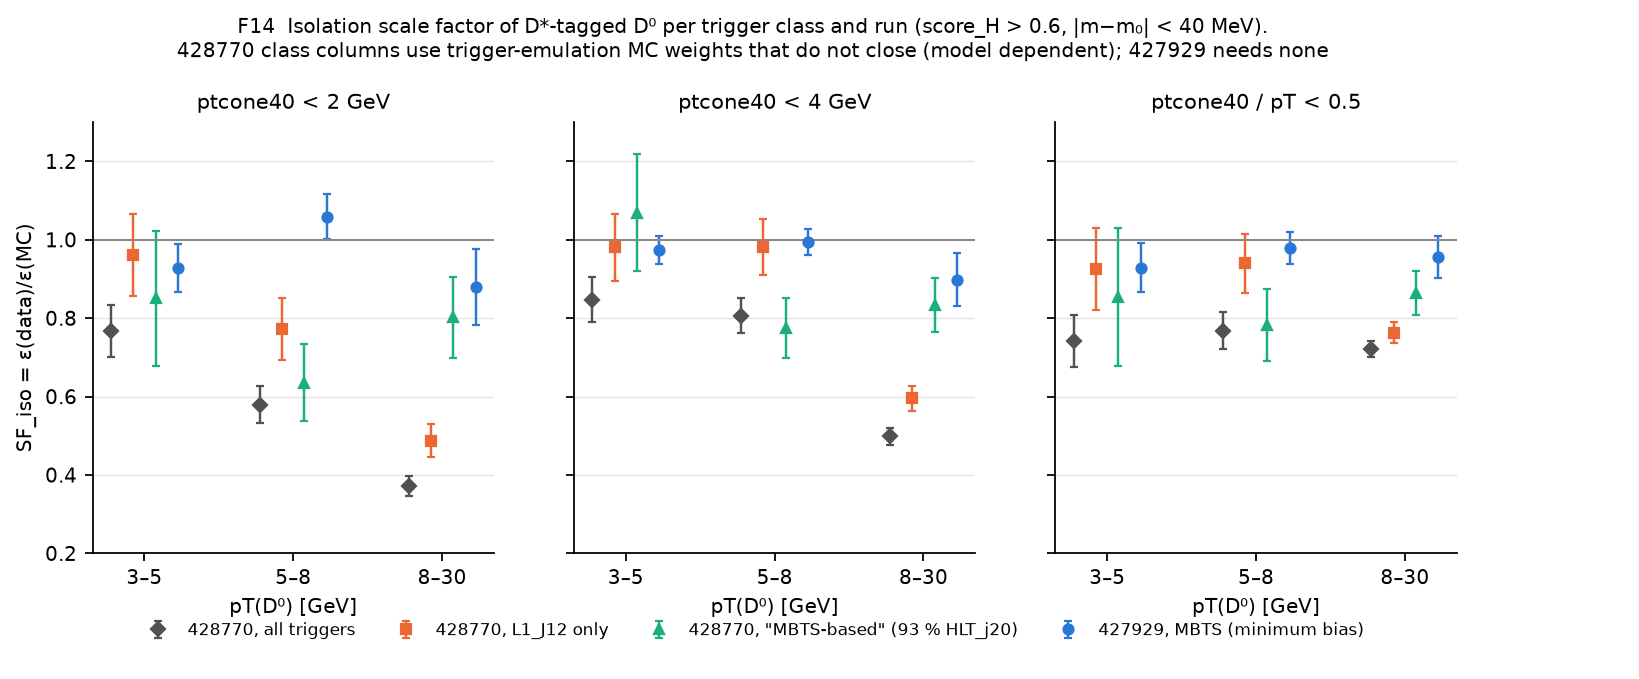 F14  Isolation scale factor of D*-tagged D⁰ per trigger class and run (score_H > 0.6, |m−m₀| < 40 MeV).
428770 class columns use trigger-emulation MC weights that do not close (model dependent); 427929 needs none
ptcone40 < 2 GeV
ptcone40 < 4 GeV
ptcone40 / pT < 0.5
SF_iso = ε(data)/ε(MC)
1.2
1.0
0.8
0.6
0.4
0.2
3–5
5–8
8–30
3–5
5–8
8–30
3–5
5–8
8–30
pT(D⁰) [GeV]
pT(D⁰) [GeV]
pT(D⁰) [GeV]
428770, all triggers
428770, L1_J12 only
428770, "MBTS-based" (93 % HLT_j20)
427929, MBTS (minimum bias)